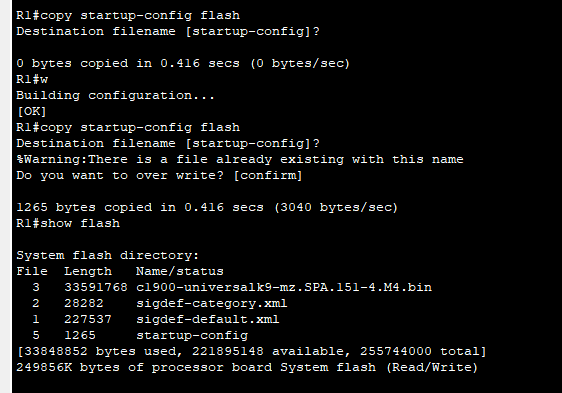 R1#copy startup-config flash
Destination filename [startup-config]?
0 bytes copied in 0.416 secs (0 bytes/sec)
R1#w
Building configuration...
[OK]
R1#copy startup-config flash
Destination filename [startup-config]?
%Warning:There is a file already existing with this name
Do you want to over write? [confirm]
1265 bytes copied in 0.416 secs (3040 bytes/sec)
R1#show flash
System flash directory:
File  Length   Name/status
  3   33591768 c1900-universalk9-mz.SPA.151-4.M4.bin
  2   28282    sigdef-category.xml
  1   227537   sigdef-default.xml
  5   1265     startup-config
[33848852 bytes used, 221895148 available, 255744000 total]
249856K bytes of processor board System flash (Read/Write)